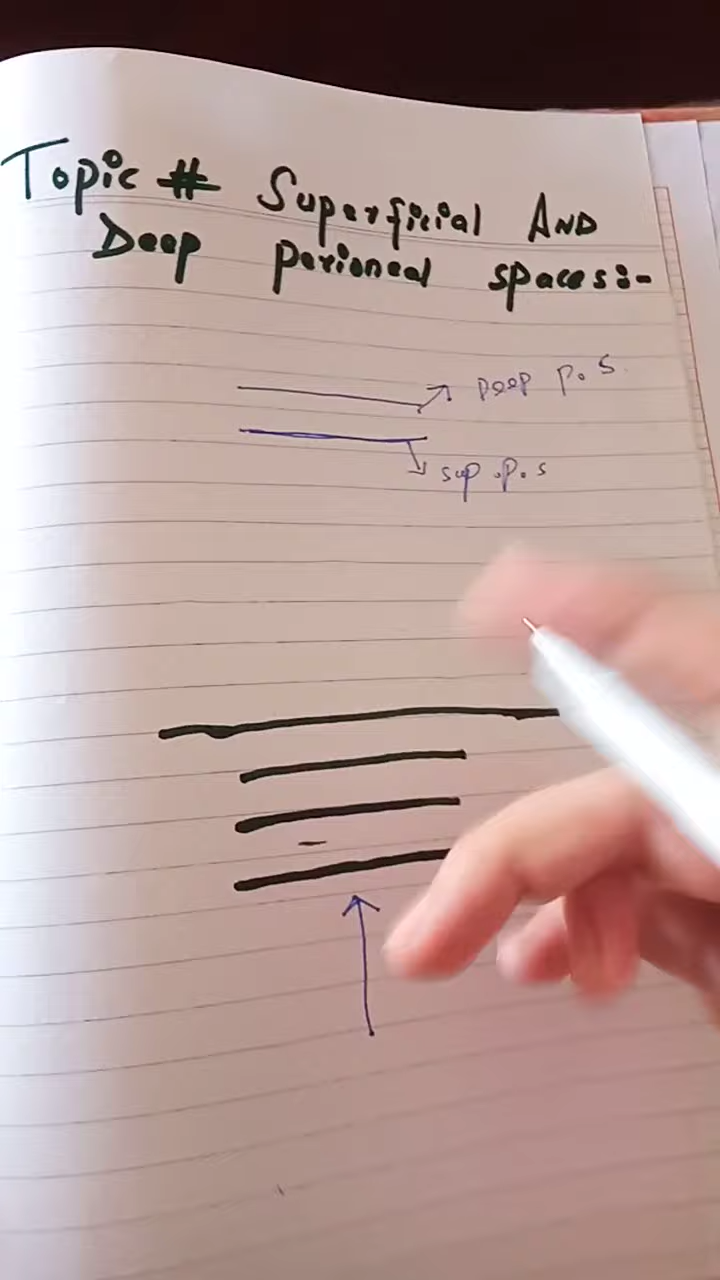 Topic # Superficial AND
Deep perioneal spaces:-
Deep p.s.
sup.p.s